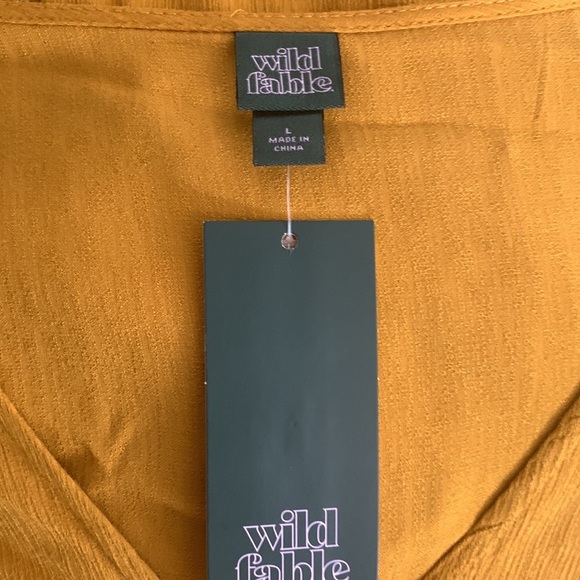 wild
fable.
L
MADE IN
CHINA
wild
fable